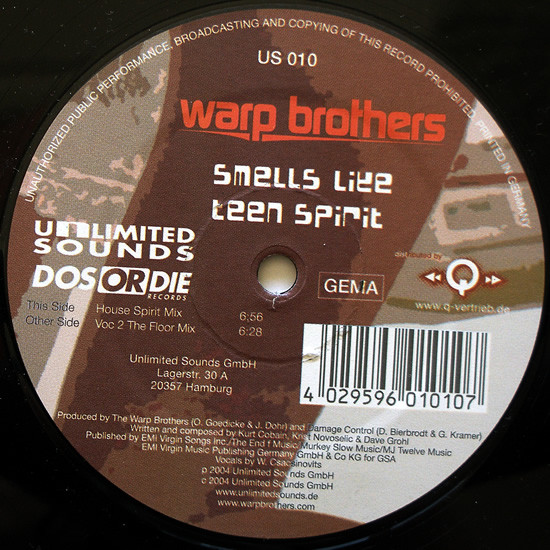 UNAUTHORIZED PUBLIC PERFORMANCE, BROADCASTING AND COPYING OF THIS RECORD PROHIBITED. PRINTED IN GERMANY
US 010
warp brothers
Smells Like
teen Spirit
UNLIMITED
SOUNDS
DOS OR DIE
RECORDS
distributed by
Q
www.q-vertrieb.de
GEMA
This Side House Spirit Mix 6:56
Other Side Voc 2 The Floor Mix 6:28
Unlimited Sounds GmbH
Lagerstr. 30 A
20357 Hamburg
4 029596 010107
Produced by The Warp Brothers (O. Goedicke & J. Dohr) and Damage Control (D. Bierbrodt & G. Kramer)
Written and composed by Kurt Cobain, Krist Novoselic & Dave Grohl
Published by EMI Virgin Songs Inc./The End f Music/Murkey Slow Music/MJ Twelve Music
EMI Virgin Music Publishing Germany GmbH & Co KG for GSA
Vocals by W.
p 2004 Unlimited Sounds GmbH
c 2004 Unlimited Sounds GmbH
www.unlimitedsounds.de
www.warpbrothers.com